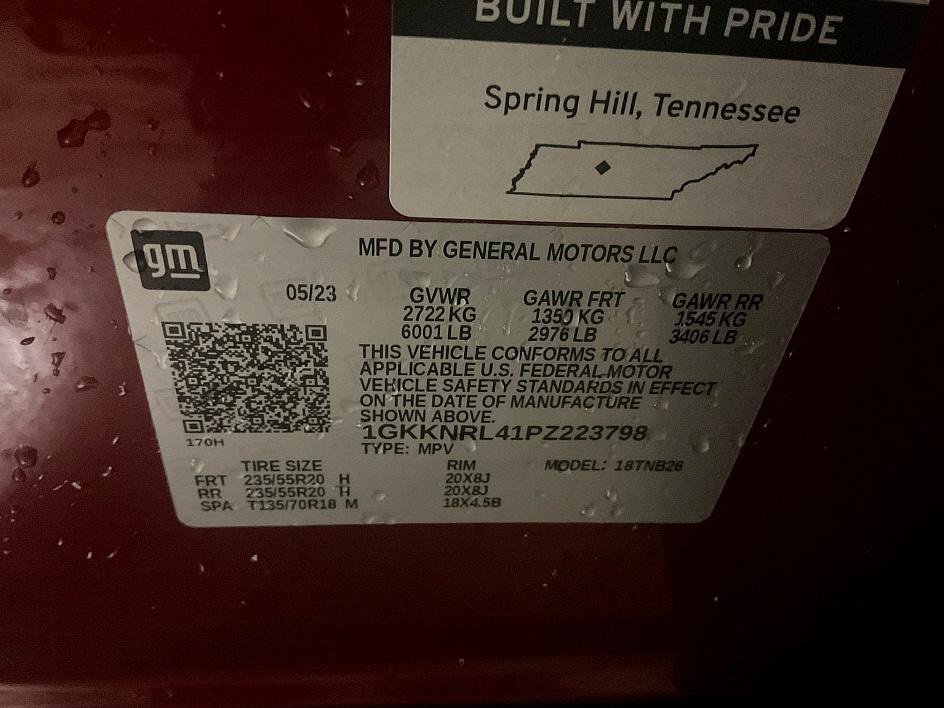 BUILT WITH PRIDE
Spring Hill, Tennessee
gm
MFD BY GENERAL MOTORS LLC
05/23 GVWR GAWR FRT GAWR RR
2722 KG 1350 KG 1545 KG
6001 LB 2976 LB 3406 LB
THIS VEHICLE CONFORMS TO ALL
APPLICABLE U.S. FEDERAL MOTOR
VEHICLE SAFETY STANDARDS IN EFFECT
ON THE DATE OF MANUFACTURE
SHOWN ABOVE.
1GKKNRL41PZ223798
170H
TYPE: MPV
TIRE SIZE RIM MODEL: 18TNB26
FRT 235/55R20 H 20X8J
RR 235/55R20 H 20X8J
SPA T135/70R18 M 18X4.5B